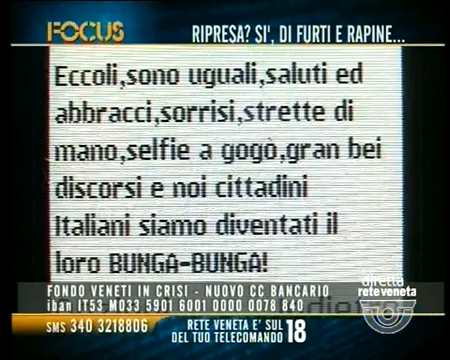 FOCUS
RIPRESA? SI', DI FURTI E RAPINE...
Eccoli,sono uguali,saluti ed
abbracci,sorrisi,strette di
mano,selfie a gogò,gran bei
discorsi e noi cittadini
Italiani siamo diventati il
loro BUNGA-BUNGA!
diretta
reteveneta
FONDO VENETI IN CRISI - NUOVO CC BANCARIO
iban IT53 M033 5901 6001 0000 0078 840
SMS 340 3218806
RETE VENETA E' SUL
DEL TUO TELECOMANDO 18